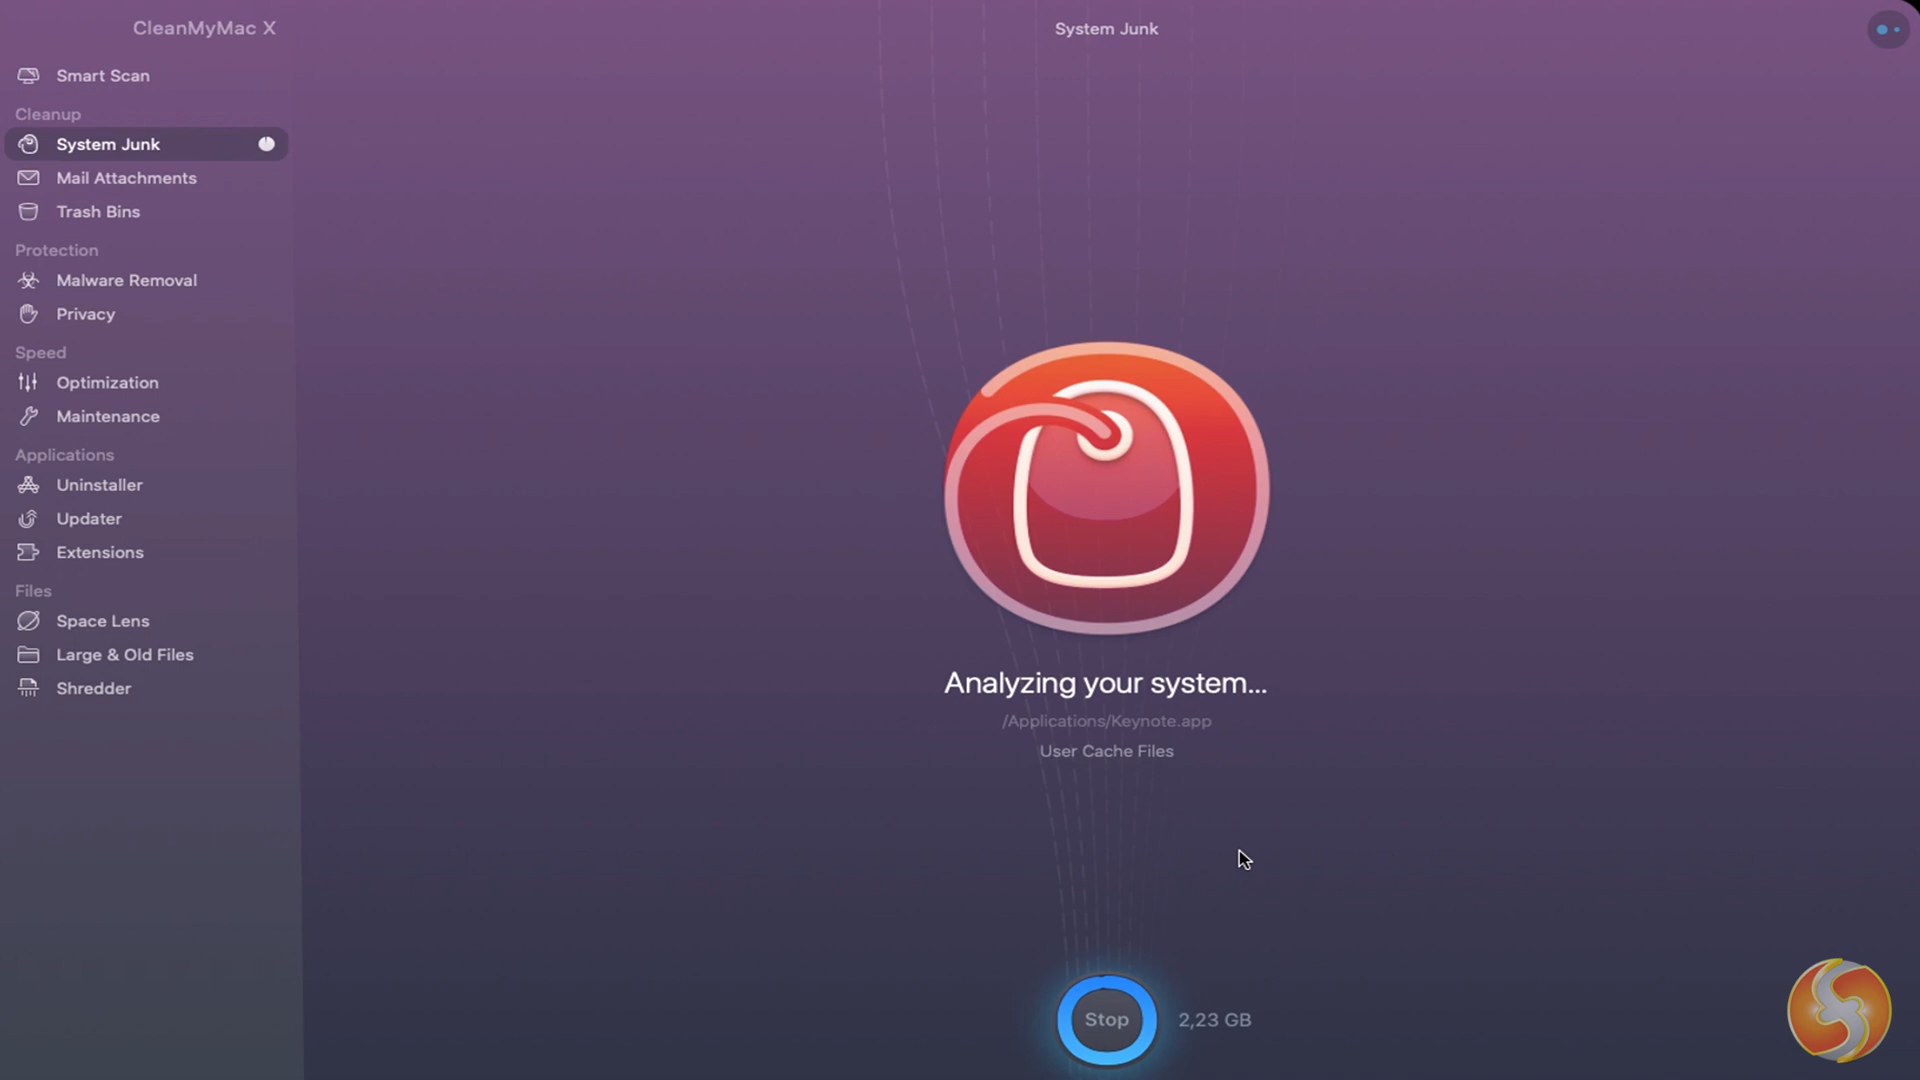 CleanMyMac X
System Junk
Smart Scan
Cleanup
System Junk
Mail Attachments
Trash Bins
Protection
Malware Removal
Privacy
Speed
Optimization
Maintenance
Applications
Uninstaller
Updater
Extensions
Files
Space Lens
Large & Old Files
Shredder
Analyzing your system...
/Applications/Keynote.app
User Cache Files
Stop
2,23 GB